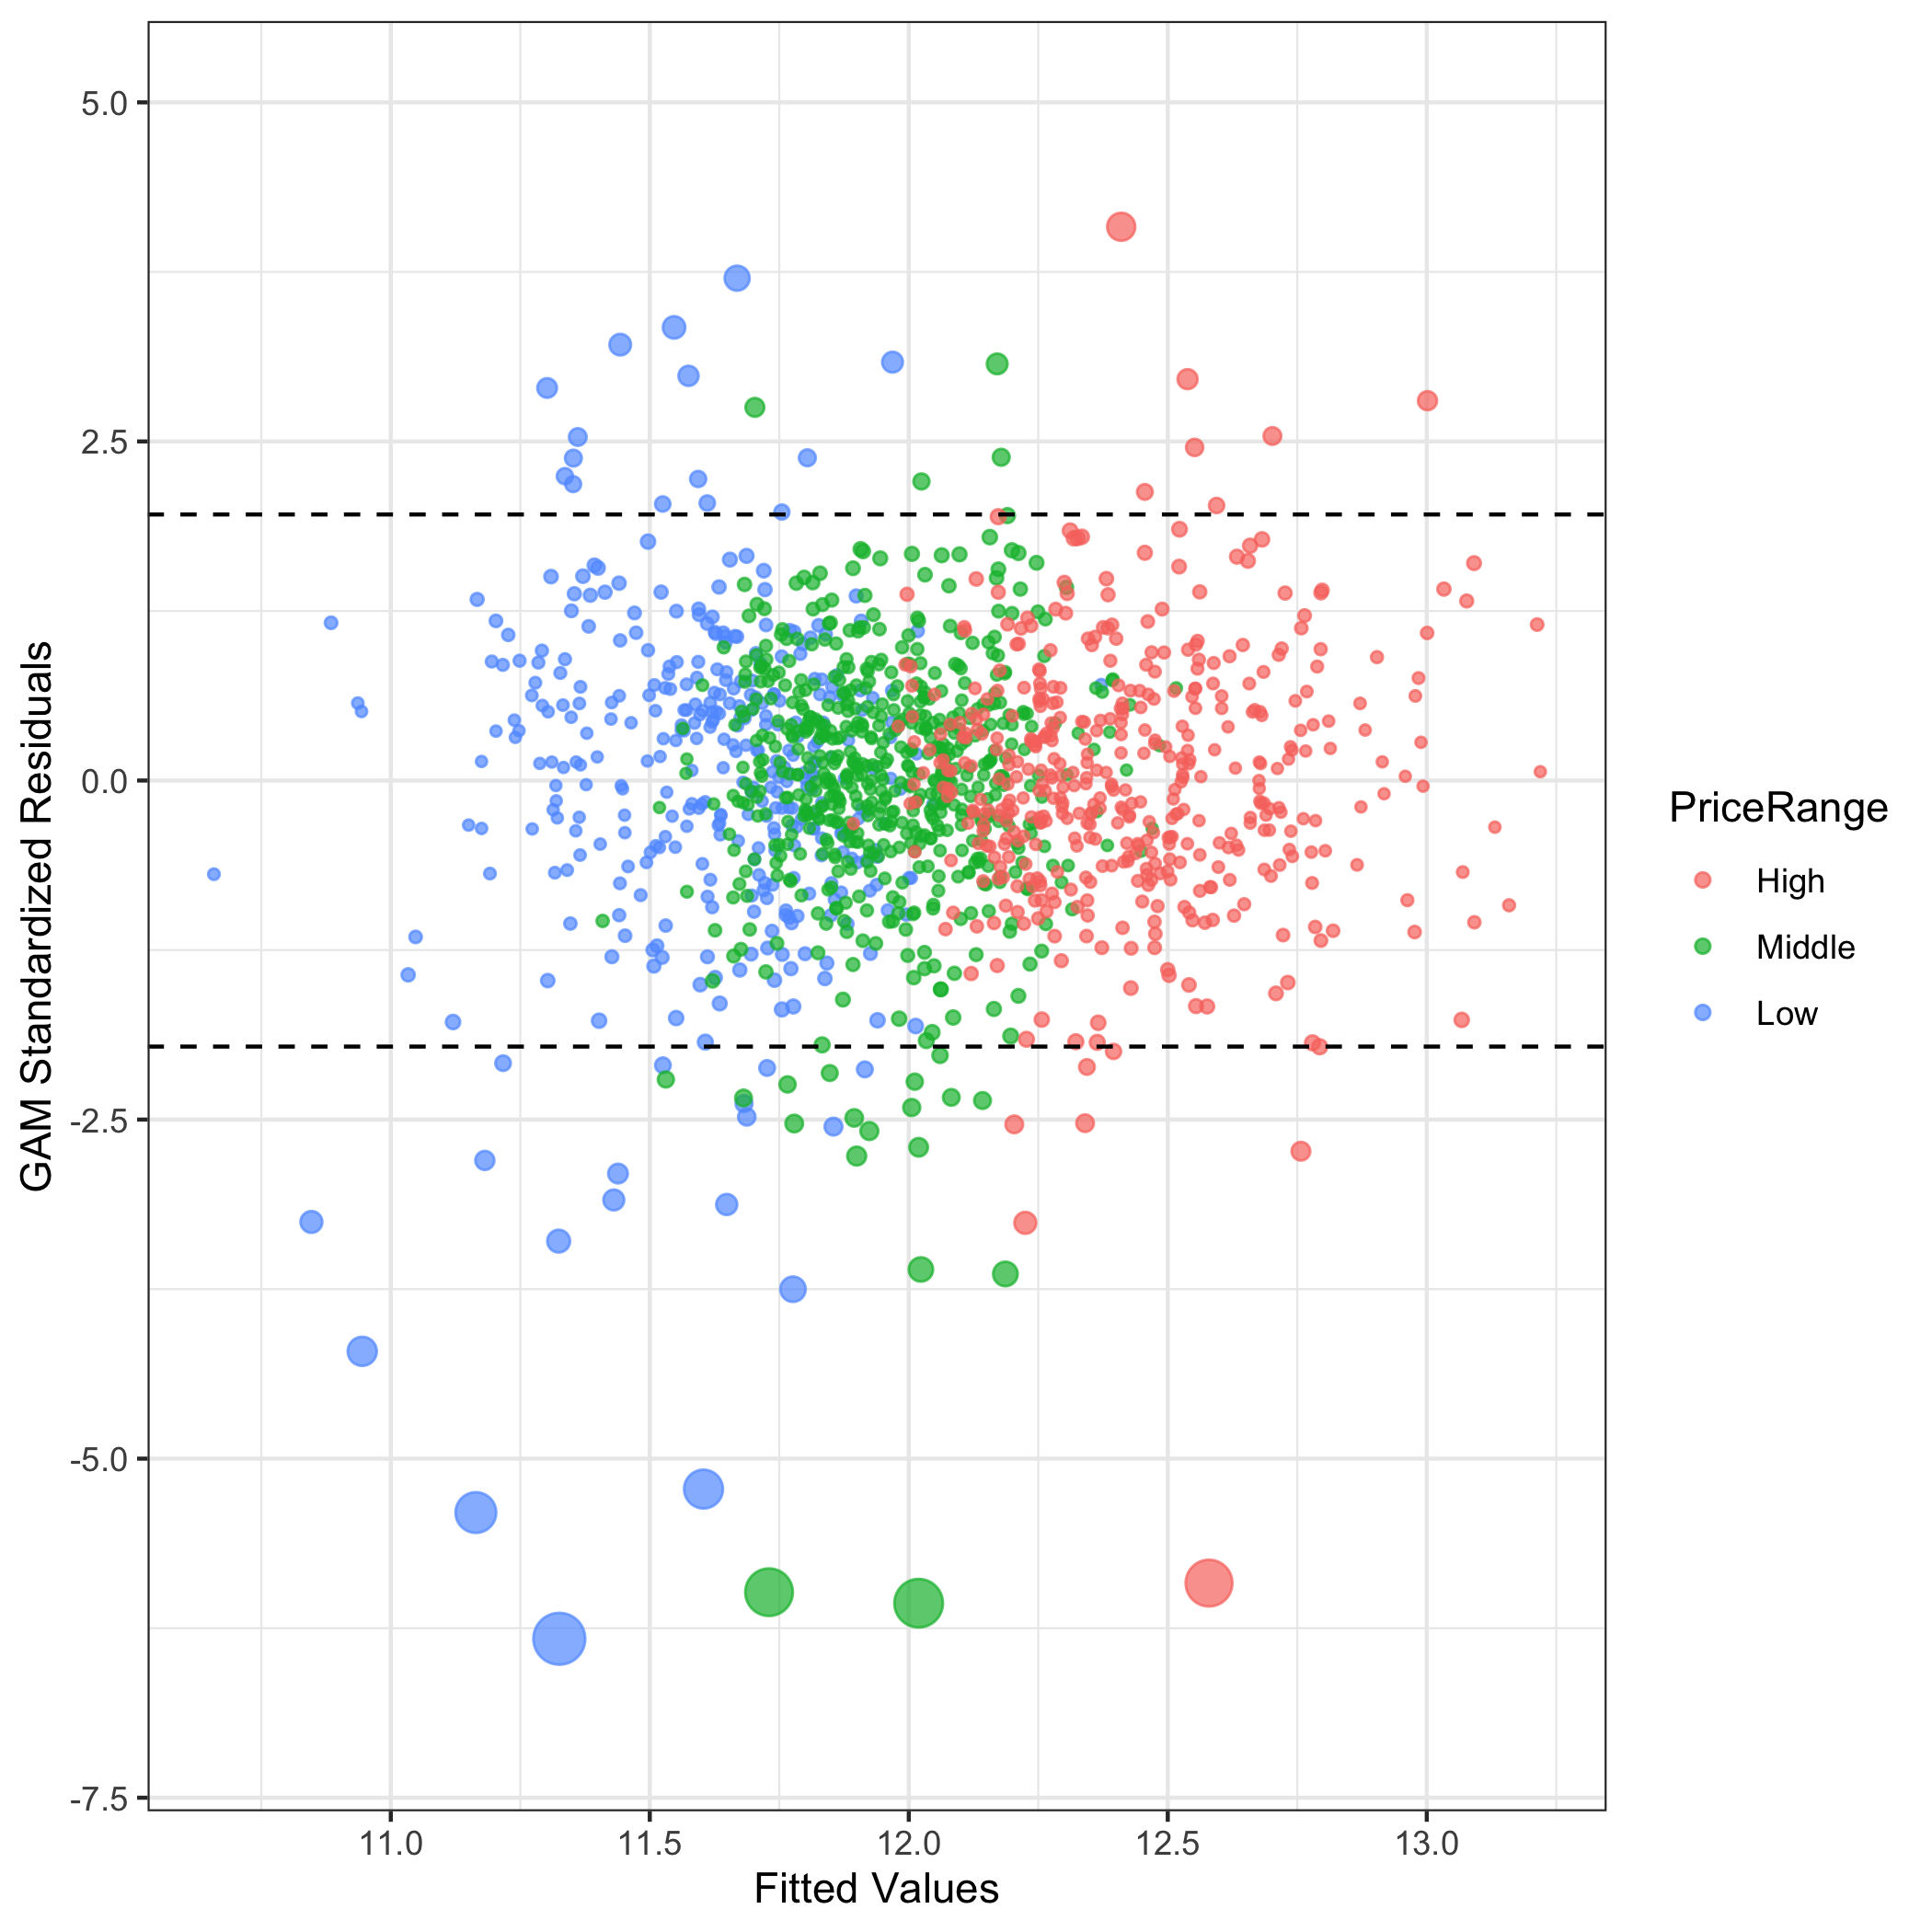 GAM Standardized Residuals
5.0
2.5
0.0
-2.5
-5.0
-7.5
11.0 11.5 12.0 12.5 13.0
Fitted Values
PriceRange
High
Middle
Low